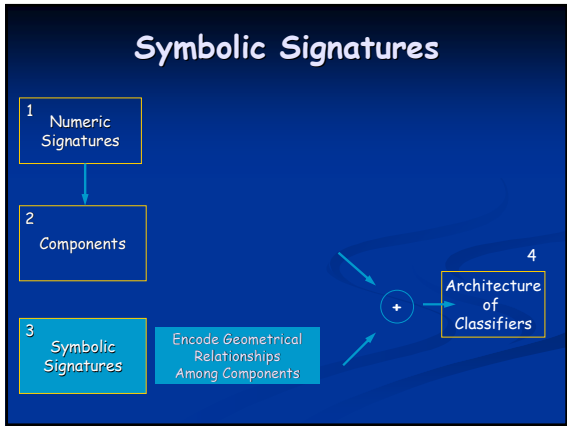 Symbolic Signatures
1
Numeric
Signatures
2
Components
3
Symbolic
Signatures
Encode Geometrical
Relationships
Among Components
+
4
Architecture
of
Classifiers